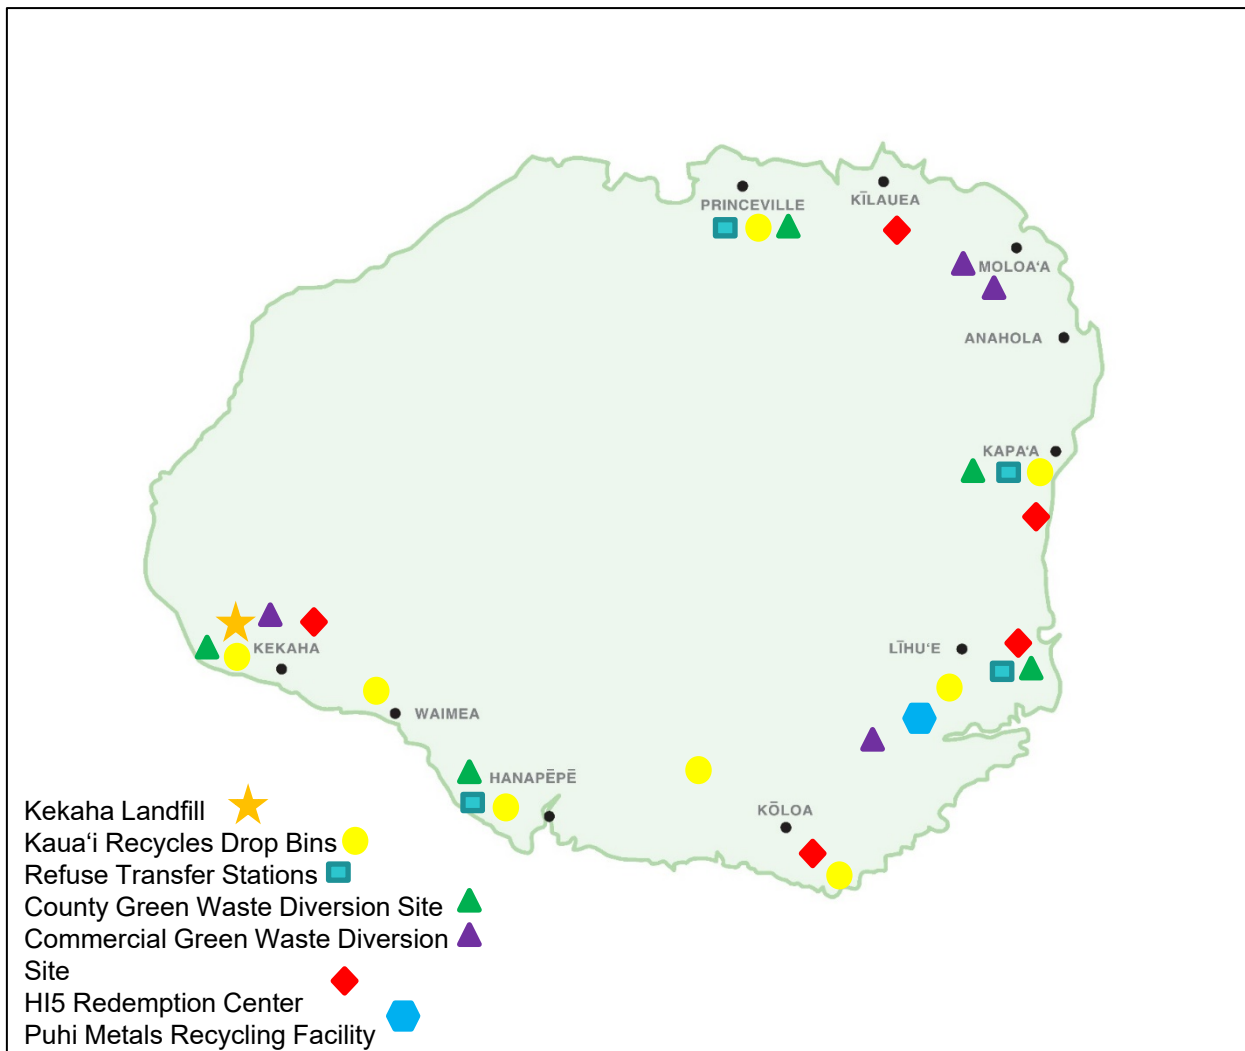 PRINCEVILLE
KĪLAUEA
MOLOA‘A
ANAHOLA
KAPA‘A
LĪHU‘E
KEKAHA
WAIMEA
HANAPĒPĒ
KŌLOA
Kekaha Landfill
Kaua‘i Recycles Drop Bins
Refuse Transfer Stations
County Green Waste Diversion Site
Commercial Green Waste Diversion
Site
HI5 Redemption Center
Puhi Metals Recycling Facility